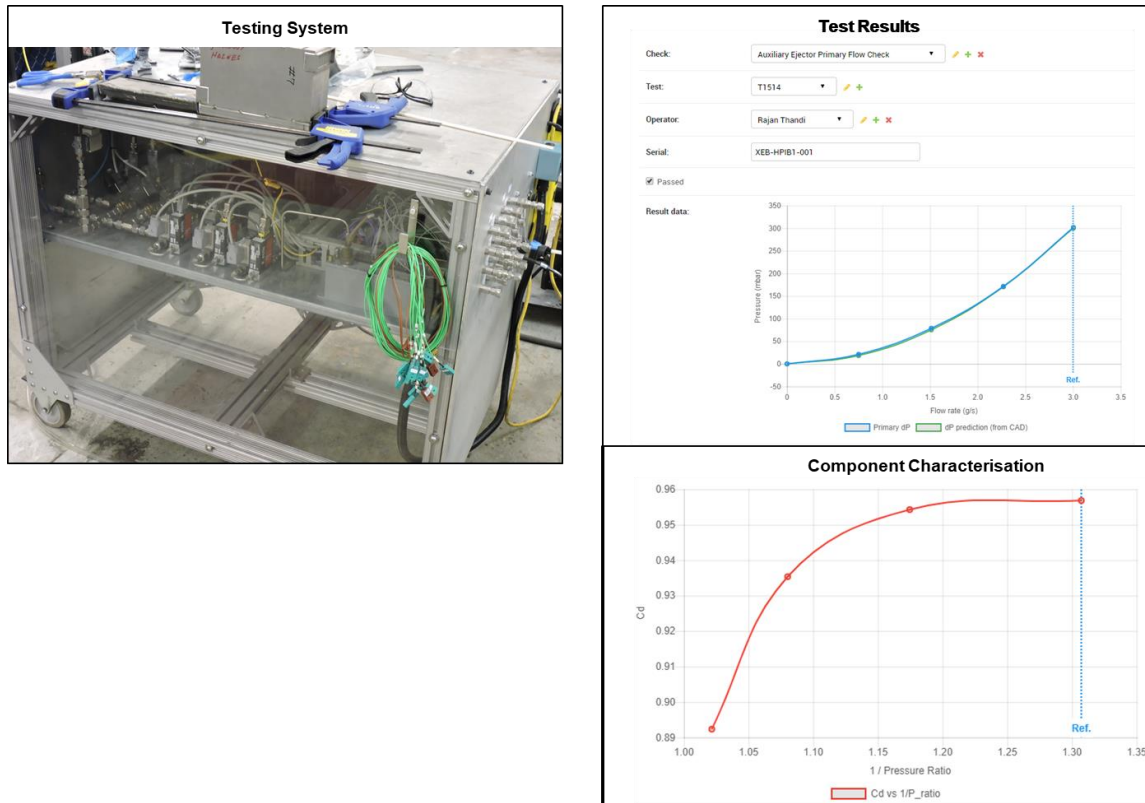 Testing System
Test Results
Check: Auxiliary Ejector Primary Flow Check
Test: T1514
Operator: Rajan Thandi
Serial: XEB-HPIB1-001
Passed
Result data:
350
300
250
200
150
100
50
0
-50
Pressure (mbar)
Ref.
0 0.5 1.0 1.5 2.0 2.5 3.0 3.5
Flow rate (g/s)
Primary dP dP prediction (from CAD)
Component Characterisation
0.96
0.95
0.94
0.93
0.92
0.91
0.90
0.89
Cd
Ref.
1.00 1.05 1.10 1.15 1.20 1.25 1.30 1.35
1 / Pressure Ratio
Cd vs 1/P_ratio